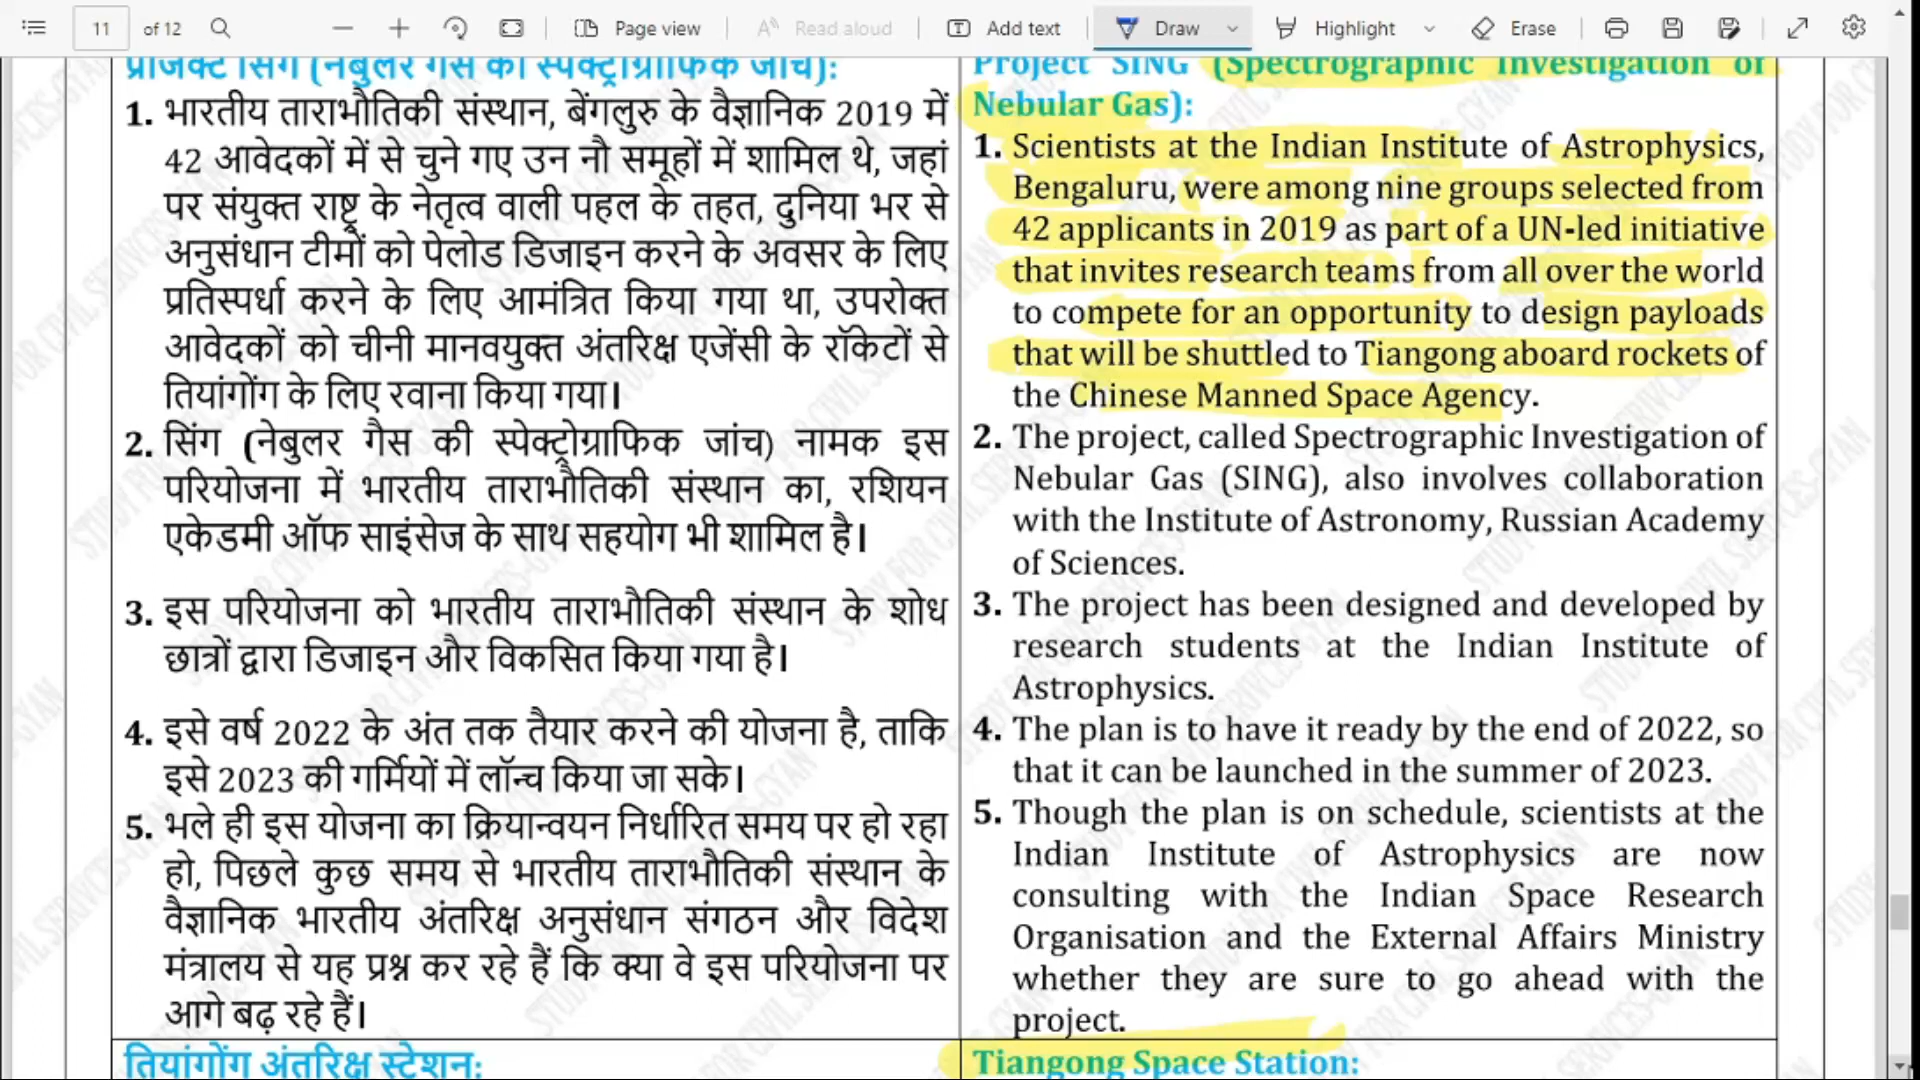 11
of 12
Page view
Read aloud
Add text
Draw
Highlight
Erase
प्रोजेक्ट सिंग (नेबुलर गैस की स्पेक्ट्रोग्राफिक जांच):
1. भारतीय ताराभौतिकी संस्थान, बेंगलुरु के वैज्ञानिक 2019 में
42 आवेदकों में से चुने गए उन नौ समूहों में शामिल थे, जहां
पर संयुक्त राष्ट्र के नेतृत्व वाली पहल के तहत, दुनिया भर से
अनुसंधान टीमों को पेलोड डिजाइन करने के अवसर के लिए
प्रतिस्पर्धा करने के लिए आमंत्रित किया गया था, उपरोक्त
आवेदकों को चीनी मानवयुक्त अंतरिक्ष एजेंसी के रॉकेटों से
तियांगोंग के लिए रवाना किया गया।
2. सिंग (नेबुलर गैस की स्पेक्ट्रोग्राफिक जांच) नामक इस
परियोजना में भारतीय ताराभौतिकी संस्थान का, रशियन
एकेडमी ऑफ साइंसेज के साथ सहयोग भी शामिल है।
3. इस परियोजना को भारतीय ताराभौतिकी संस्थान के शोध
छात्रों द्वारा डिजाइन और विकसित किया गया है।
4. इसे वर्ष 2022 के अंत तक तैयार करने की योजना है, ताकि
इसे 2023 की गर्मियों में लॉन्च किया जा सके।
5. भले ही इस योजना का क्रियान्वयन निर्धारित समय पर हो रहा
हो, पिछले कुछ समय से भारतीय ताराभौतिकी संस्थान के
वैज्ञानिक भारतीय अंतरिक्ष अनुसंधान संगठन और विदेश
मंत्रालय से यह प्रश्न कर रहे हैं कि क्या वे इस परियोजना पर
आगे बढ़ रहे हैं।
तियांगोंग अंतरिक्ष स्टेशन:
Project SING (Spectrographic Investigation of
Nebular Gas):
1. Scientists at the Indian Institute of Astrophysics,
Bengaluru, were among nine groups selected from
42 applicants in 2019 as part of a UN-led initiative
that invites research teams from all over the world
to compete for an opportunity to design payloads
that will be shuttled to Tiangong aboard rockets of
the Chinese Manned Space Agency.
2. The project, called Spectrographic Investigation of
Nebular Gas (SING), also involves collaboration
with the Institute of Astronomy, Russian Academy
of Sciences.
3. The project has been designed and developed by
research students at the Indian Institute of
Astrophysics.
4. The plan is to have it ready by the end of 2022, so
that it can be launched in the summer of 2023.
5. Though the plan is on schedule, scientists at the
Indian Institute of Astrophysics are now
consulting with the Indian Space Research
Organisation and the External Affairs Ministry
whether they are sure to go ahead with the
project.
Tiangong Space Station: